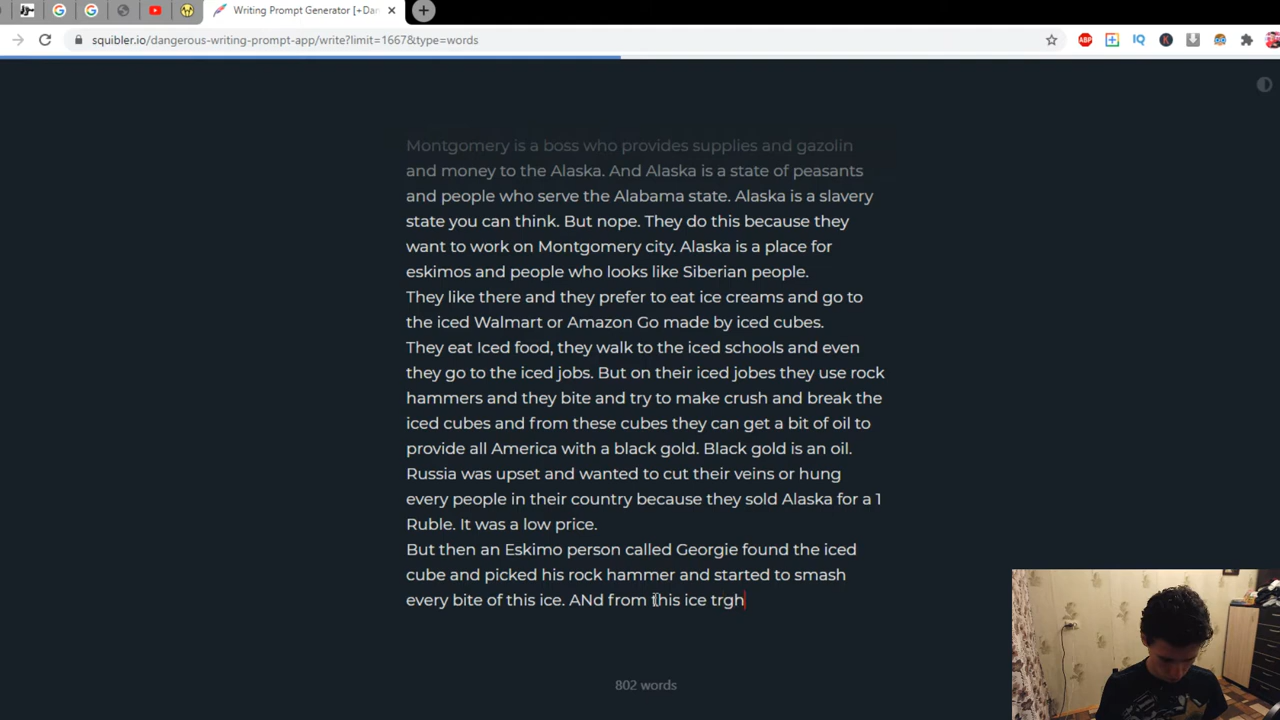 Writing Prompt Generator [+Dan
squibler.io/dangerous-writing-prompt-app/write?limit=1667&type=words
Montgomery is a boss who provides supplies and gazolin
and money to the Alaska. And Alaska is a state of peasants
and people who serve the Alabama state. Alaska is a slavery
state you can think. But nope. They do this because they
want to work on Montgomery city. Alaska is a place for
eskimos and people who looks like Siberian people.
They like there and they prefer to eat ice creams and go to
the iced Walmart or Amazon Go made by iced cubes.
They eat Iced food, they walk to the iced schools and even
they go to the iced jobs. But on their iced jobes they use rock
hammers and they bite and try to make crush and break the
iced cubes and from these cubes they can get a bit of oil to
provide all America with a black gold. Black gold is an oil.
Russia was upset and wanted to cut their veins or hung
every people in their country because they sold Alaska for a 1
Ruble. It was a low price.
But then an Eskimo person called Georgie found the iced
cube and picked his rock hammer and started to smash
every bite of this ice. ANd from this ice trgh
802 words
ABP
IQ
K